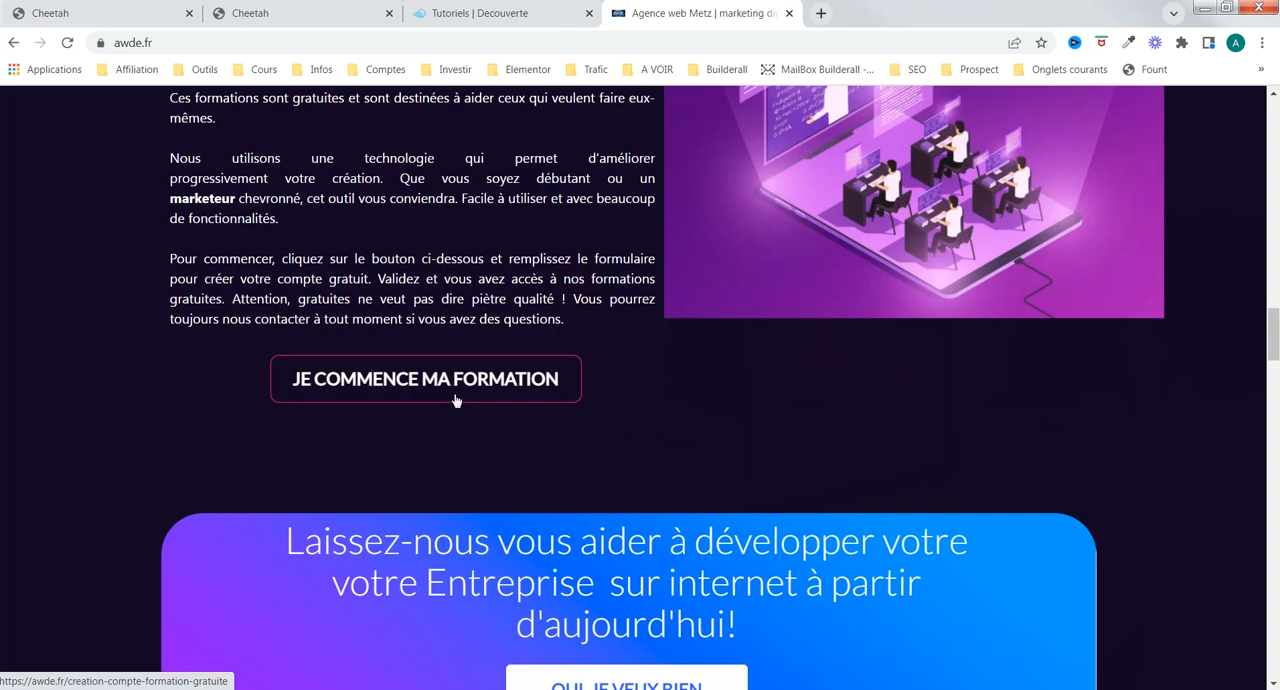 Cheetah
Cheetah
Tutoriels | Decouverte
Agence web Metz | marketing di
awde.fr
A
Applications
Affiliation
Outils
Cours
Infos
Comptes
Investir
Elementor
Trafic
A VOIR
Builderall
MailBox Builderall -...
SEO
Prospect
Onglets courants
Fount
»
Ces formations sont gratuites et sont destinées à aider ceux qui veulent faire eux-
mêmes.
Nous utilisons une technologie qui permet d'améliorer
progressivement votre création. Que vous soyez débutant ou un
marketeur chevronné, cet outil vous conviendra. Facile à utiliser et avec beaucoup
de fonctionnalités.
Pour commencer, cliquez sur le bouton ci-dessous et remplissez le formulaire
pour créer votre compte gratuit. Validez et vous avez accès à nos formations
gratuites. Attention, gratuites ne veut pas dire piètre qualité ! Vous pourrez
toujours nous contacter à tout moment si vous avez des questions.
JE COMMENCE MA FORMATION
Laissez-nous vous aider à développer votre
votre Entreprise sur internet à partir
d'aujourd'hui!
OUI, JE VEUX BIEN
https://awde.fr/creation-compte-formation-gratuite